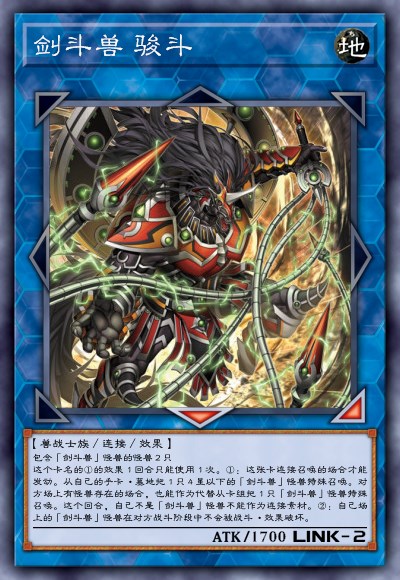 剑斗兽 骏斗
地
【兽战士族／连接／效果】
包含「剑斗兽」怪兽的怪兽2只
这个卡名的①的效果1回合只能使用1次。①：这张卡连接召唤的场合才能
发动。从自己的手卡·墓地把1只4星以下的「剑斗兽」怪兽特殊召唤。对
方场上有怪兽存在的场合，也能作为代替从卡组把1只「剑斗兽」怪兽特殊
召唤。这个回合，自己不是「剑斗兽」怪兽不能作为连接素材。②：自己场
上的「剑斗兽」怪兽在对方战斗阶段中不会被战斗·效果破坏。
ATK/1700 LINK-2